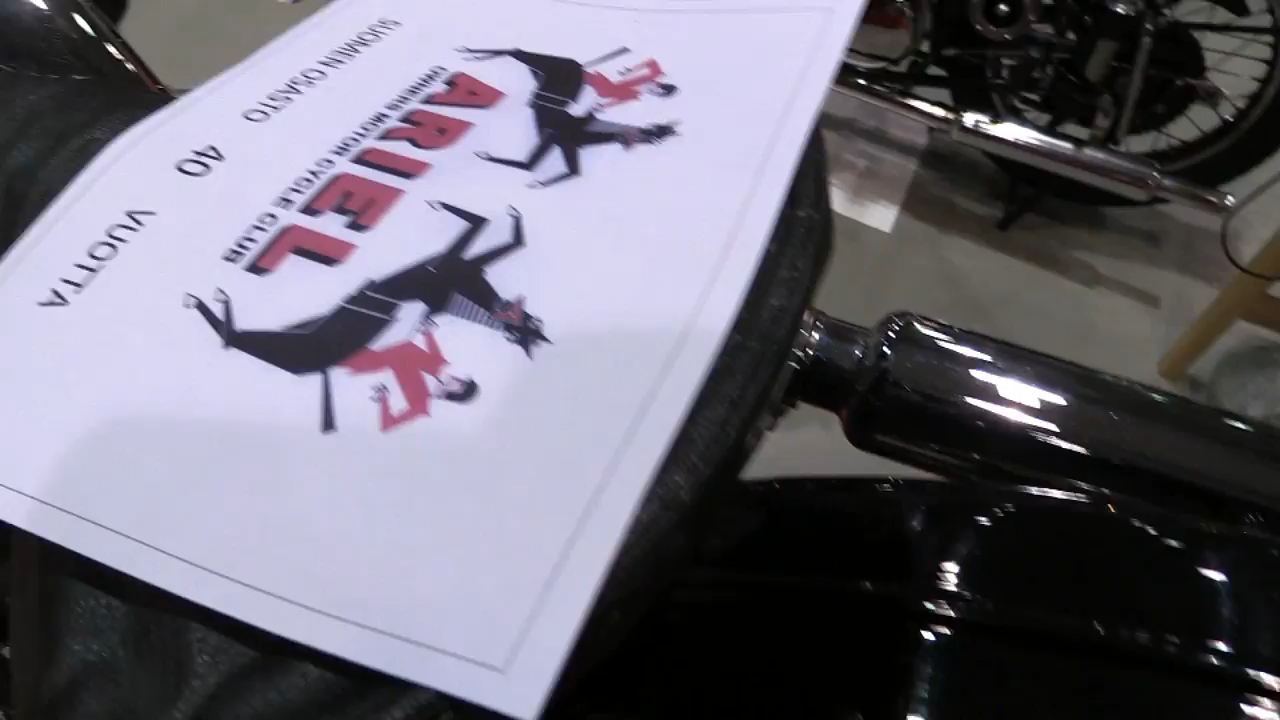 ARIEL
OWNERS MOTOR CYCLE CLUB
SUOMEN OSASTO
40
VUOTTA